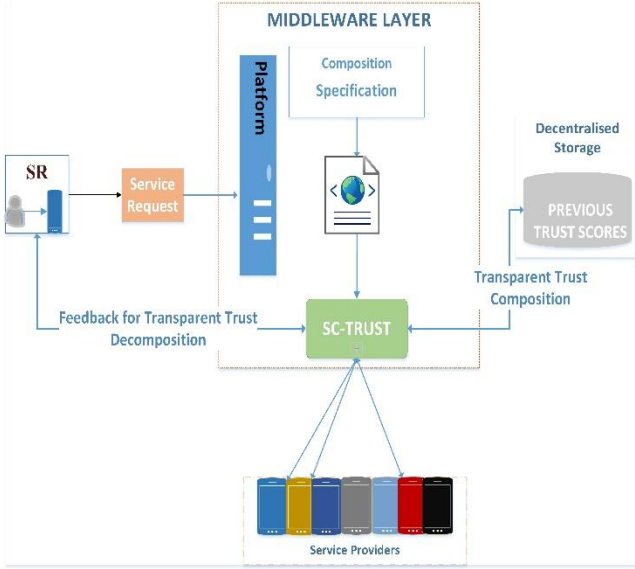 MIDDLEWARE LAYER
Platform
Composition
Specification
Decentralised
Storage
SR
Service
Request
PREVIOUS
TRUST SCORES
Transparent Trust
Composition
Feedback for Transparent Trust
Decomposition
SC-TRUST
Service Providers